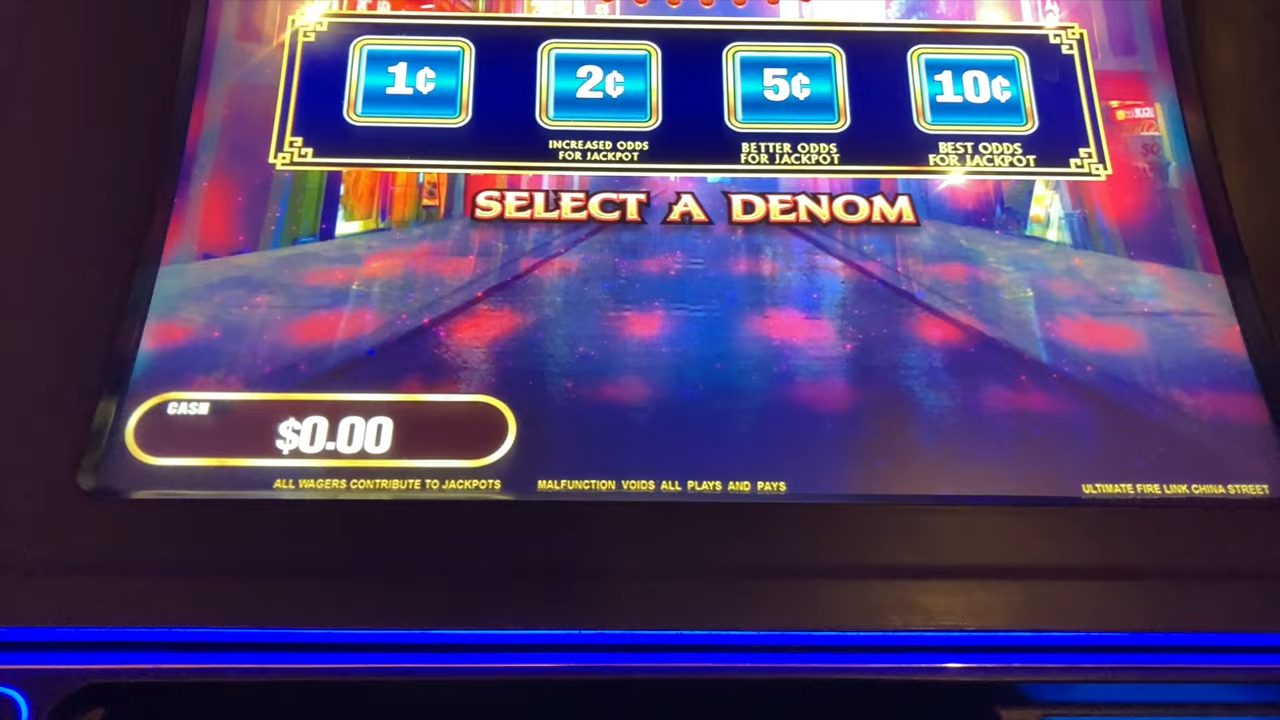 1¢ 2¢ 5¢ 10¢
INCREASED ODDS
FOR JACKPOT
BETTER ODDS
FOR JACKPOT
BEST ODDS
FOR JACKPOT
SELECT A DENOM
CASH
$0.00
ALL WAGERS CONTRIBUTE TO JACKPOTS
MALFUNCTION VOIDS ALL PLAYS AND PAYS
ULTIMATE FIRE LINK CHINA STREET